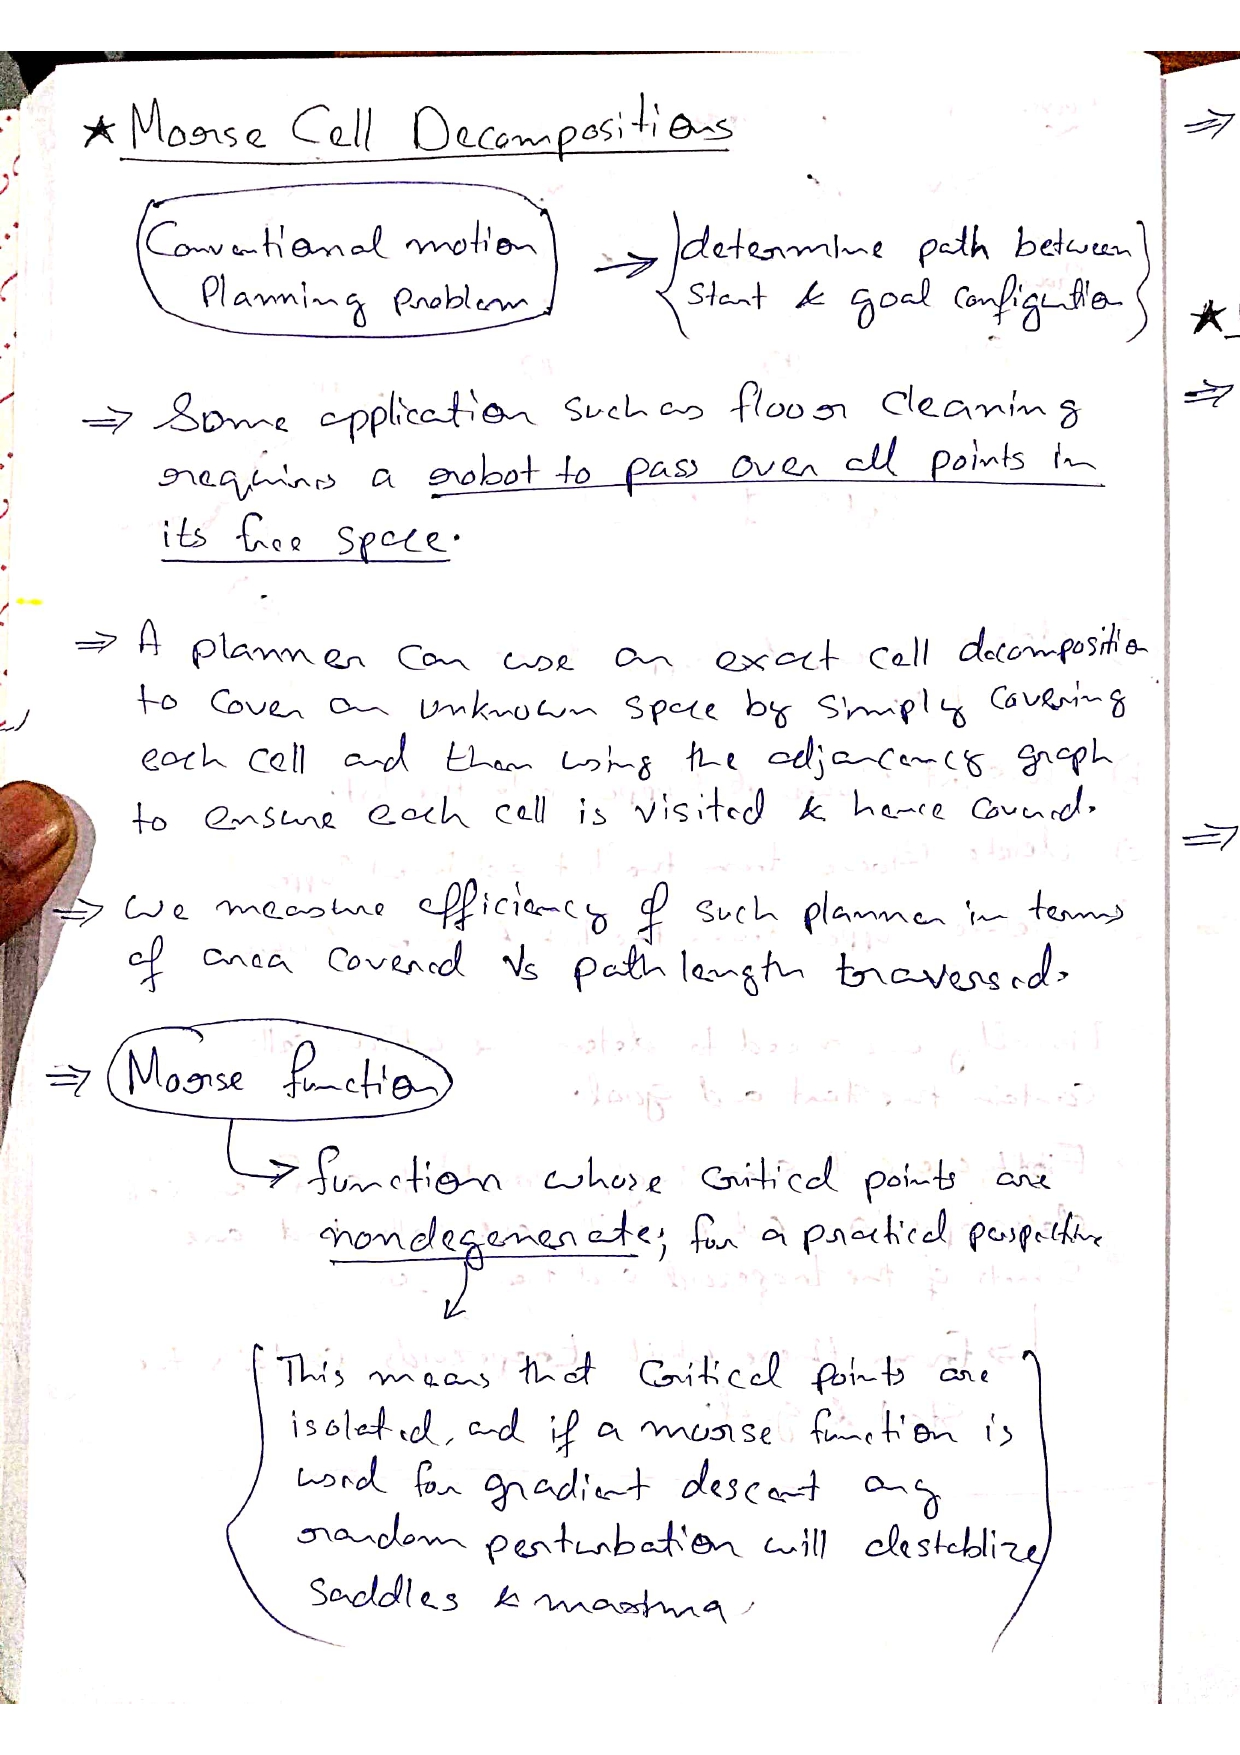 ★ Morse Cell Decompositions
Conventional motion
Planning problem
→ {determine path between
start & goal configuration}
⇒ Some application such as floor cleaning
requires a robot to pass over all points in
its free space.
⇒ A planner can use an exact cell decomposition
to cover an unknown space by simply covering
each cell and then using the adjancency graph
to ensure each cell is visited & hence covered.
⇒ We measure efficiency of such planner in terms
of area covered Vs path length traversed.
⇒ Morse function
→ function whose critical points are
nondegenerate; for a practical perspective
This means that critical points are
isolated, and if a morse function is
used for gradient descent any
random perturbation will destablize
saddles & maxima.